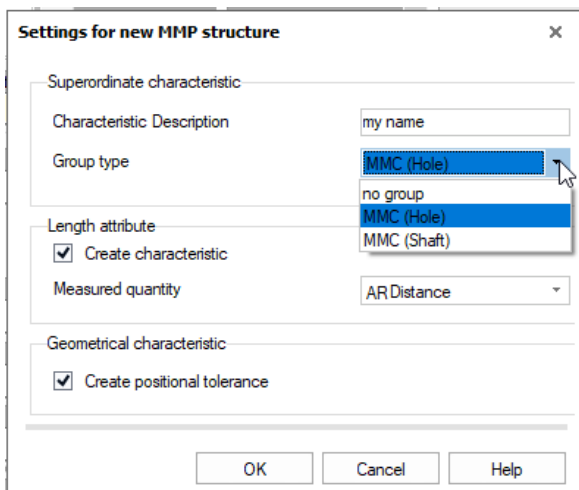 Settings for new MMP structure
Superordinate characteristic
Characteristic Description
my name
Group type
MMC (Hole)
no group
MMC (Hole)
MMC (Shaft)
Length attribute
Create characteristic
Measured quantity
AR Distance
Geometrical characteristic
Create positional tolerance
OK
Cancel
Help